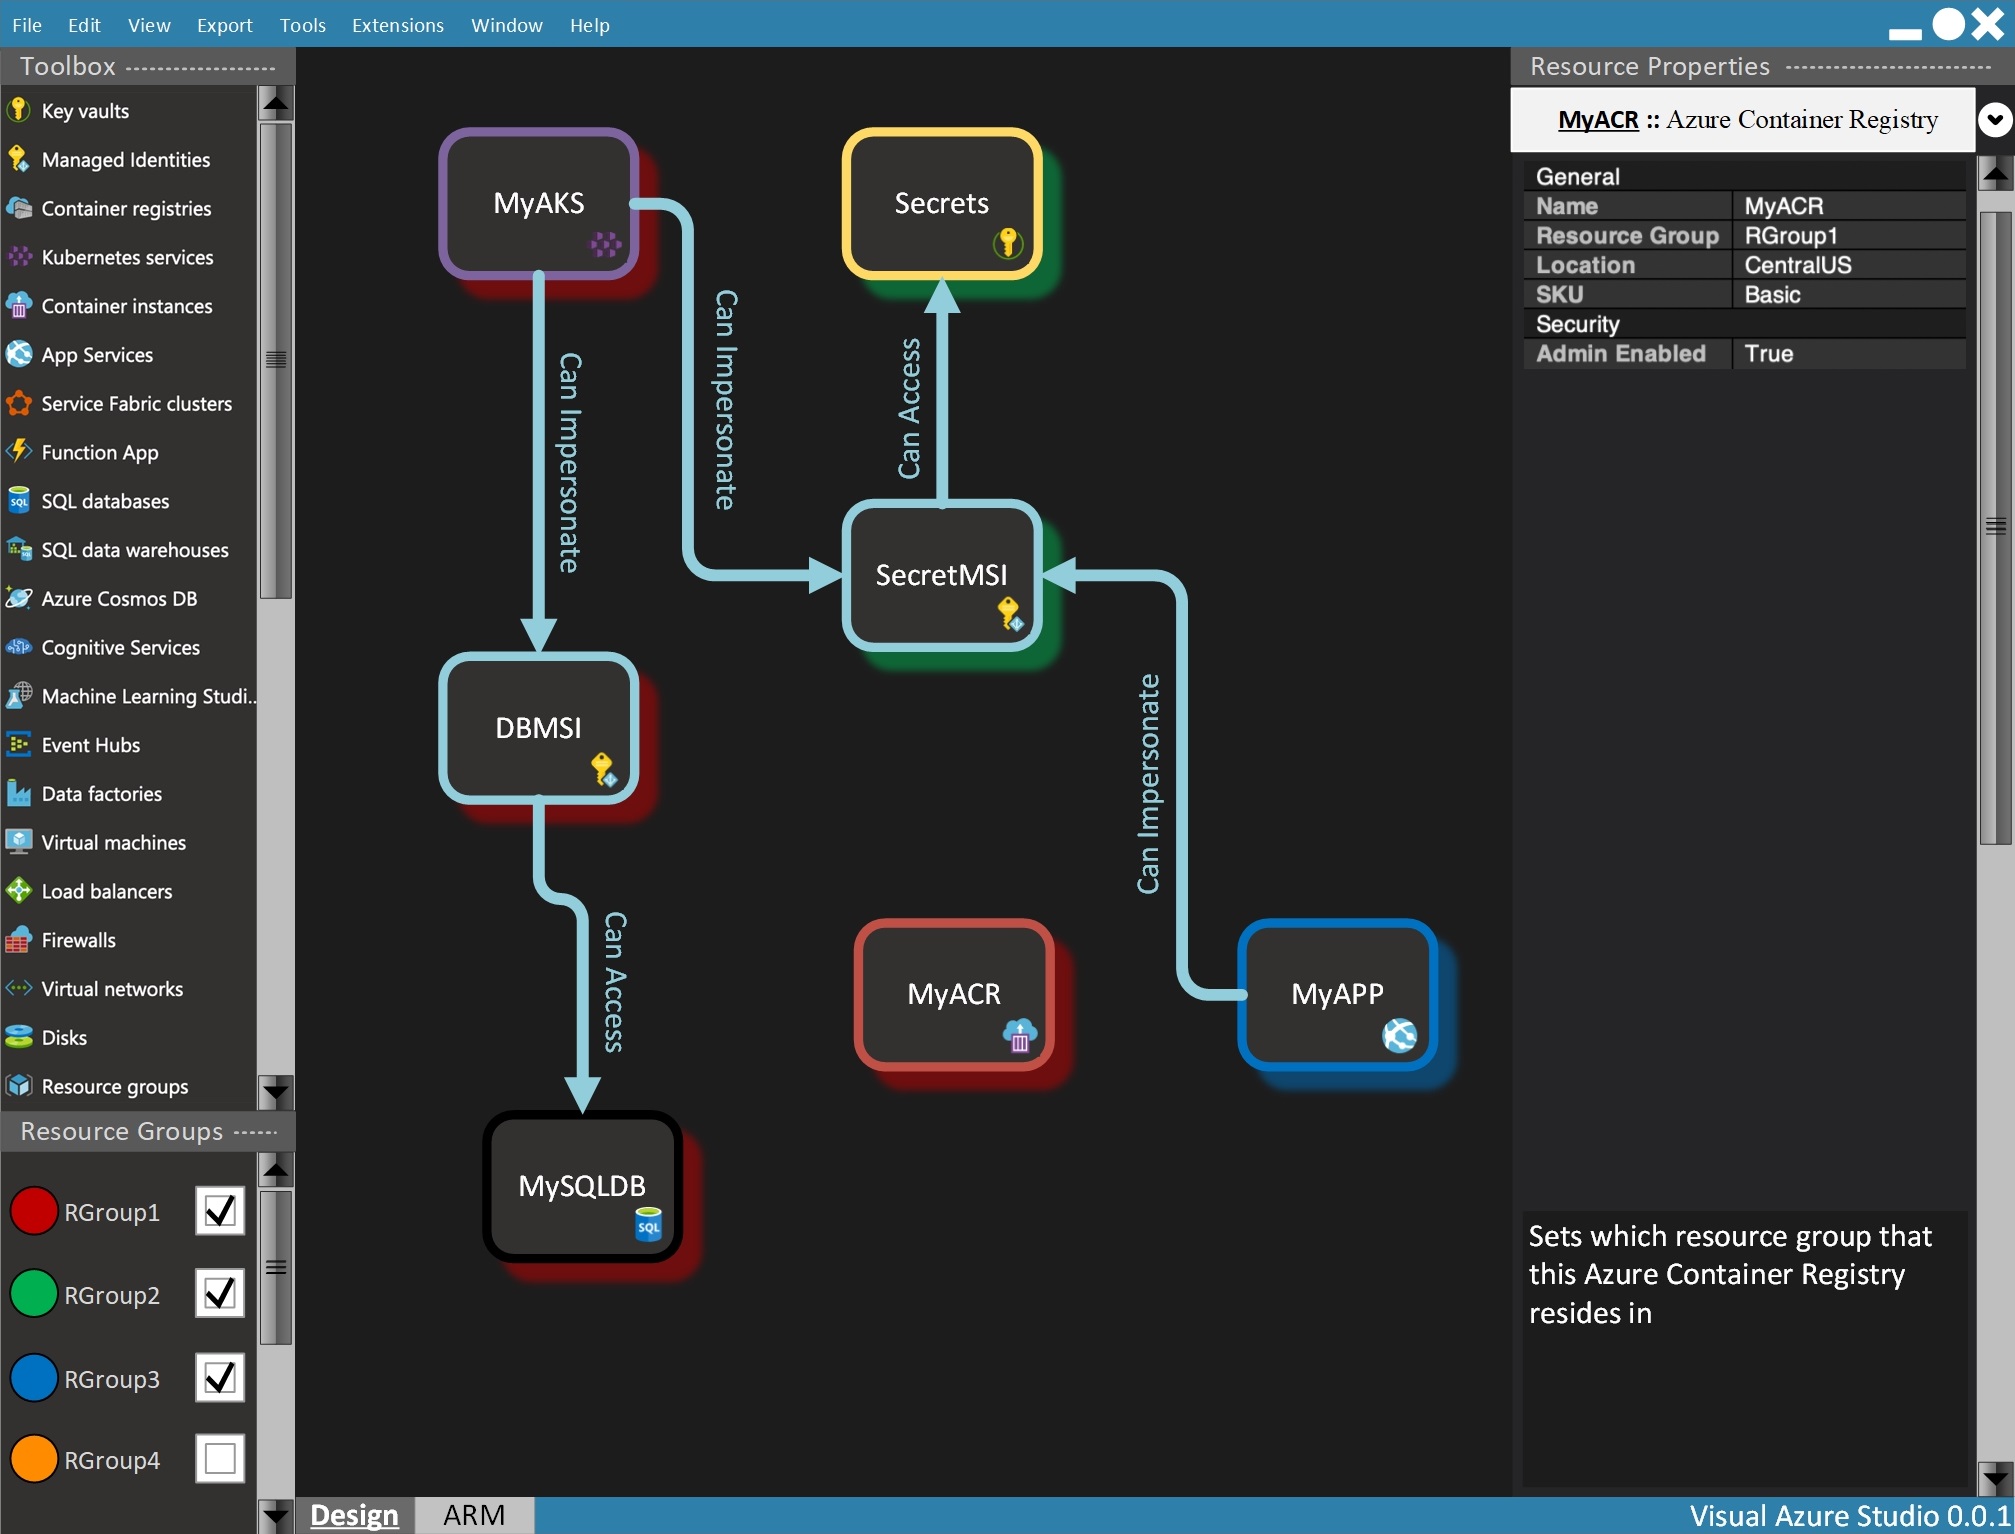 File Edit View Export Tools Extensions Window Help
Toolbox
Key vaults
Managed Identities
Container registries
Kubernetes services
Container instances
App Services
Service Fabric clusters
Function App
SQL databases
SQL data warehouses
Azure Cosmos DB
Cognitive Services
Machine Learning Studi..
Event Hubs
Data factories
Virtual machines
Load balancers
Firewalls
Virtual networks
Disks
Resource groups
Resource Groups
RGroup1
RGroup2
RGroup3
RGroup4
MyAKS
Secrets
Can Impersonate
Can Impersonate
Can Access
SecretMSI
DBMSI
Can Impersonate
Can Access
MyACR
MyAPP
MySQLDB
SQL
Design ARM
Resource Properties
MyACR :: Azure Container Registry
General
Name MyACR
Resource Group RGroup1
Location CentralUS
SKU Basic
Security
Admin Enabled True
Sets which resource group that
this Azure Container Registry
resides in
Visual Azure Studio 0.0.1